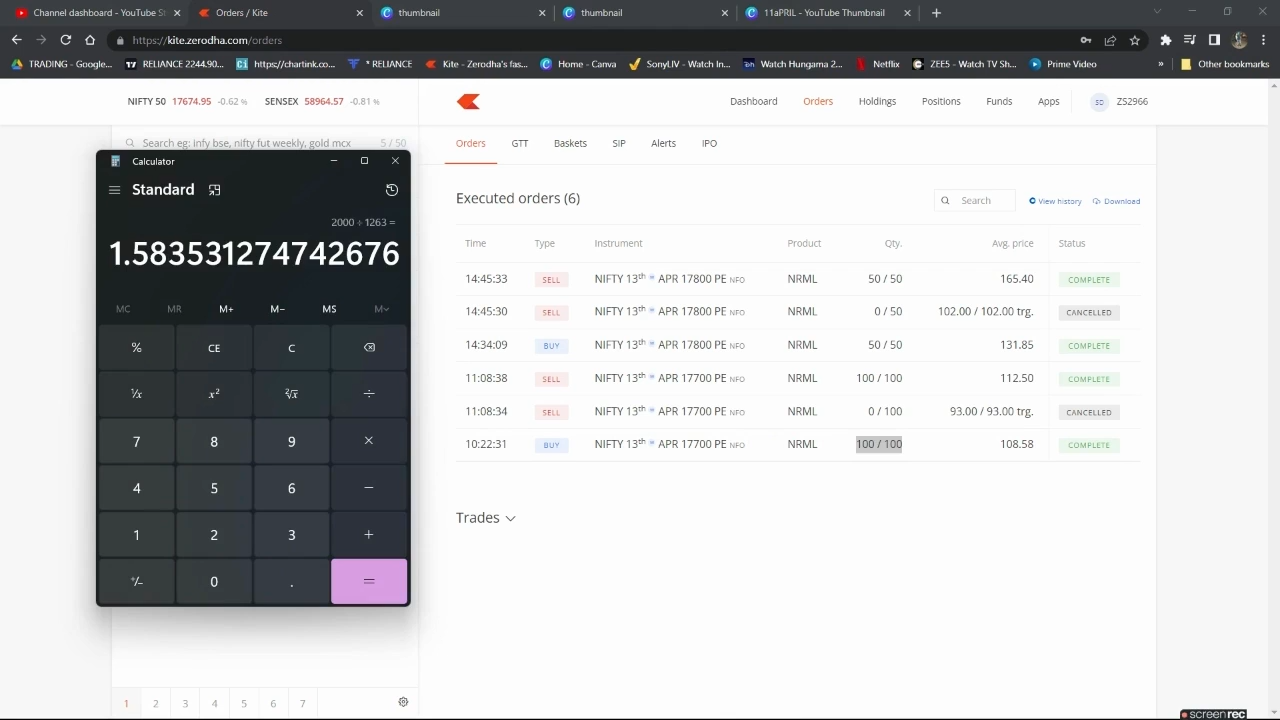 Channel dashboard - YouTube St
Orders / Kite
thumbnail
thumbnail
11aPRIL - YouTube Thumbnail
https://kite.zerodha.com/orders
TRADING - Google...
RELIANCE 2244.90...
https://chartink.co...
* RELIANCE
Kite - Zerodha's fas...
Home - Canva
SonyLIV - Watch In...
Watch Hungama 2...
Netflix
ZEE5 - Watch TV Sh...
Prime Video
»
Other bookmarks
NIFTY 50 17674.95 -0.62 %
SENSEX 58964.57 -0.81 %
Dashboard
Orders
Holdings
Positions
Funds
Apps
ZS2966
Search eg: infy bse, nifty fut weekly, gold mcx
5 / 50
Orders
GTT
Baskets
SIP
Alerts
IPO
Calculator
Standard
2000 ÷ 1263 =
1.583531274742676
MC MR M+ M− MS M˅
% CE C
¹/x x² ²√x ÷
7 8 9 ×
4 5 6 −
1 2 3 +
+/− 0 . =
Executed orders (6)
Search
View history
Download
Time Type Instrument Product Qty. Avg. price Status
14:45:33 SELL NIFTY 13th APR 17800 PE NFO NRML 50 / 50 165.40 COMPLETE
14:45:30 SELL NIFTY 13th APR 17800 PE NFO NRML 0 / 50 102.00 / 102.00 trg. CANCELLED
14:34:09 BUY NIFTY 13th APR 17800 PE NFO NRML 50 / 50 131.85 COMPLETE
11:08:38 SELL NIFTY 13th APR 17700 PE NFO NRML 100 / 100 112.50 COMPLETE
11:08:34 SELL NIFTY 13th APR 17700 PE NFO NRML 0 / 100 93.00 / 93.00 trg. CANCELLED
10:22:31 BUY NIFTY 13th APR 17700 PE NFO NRML 100 / 100 108.58 COMPLETE
Trades
1 2 3 4 5 6 7
screenrec